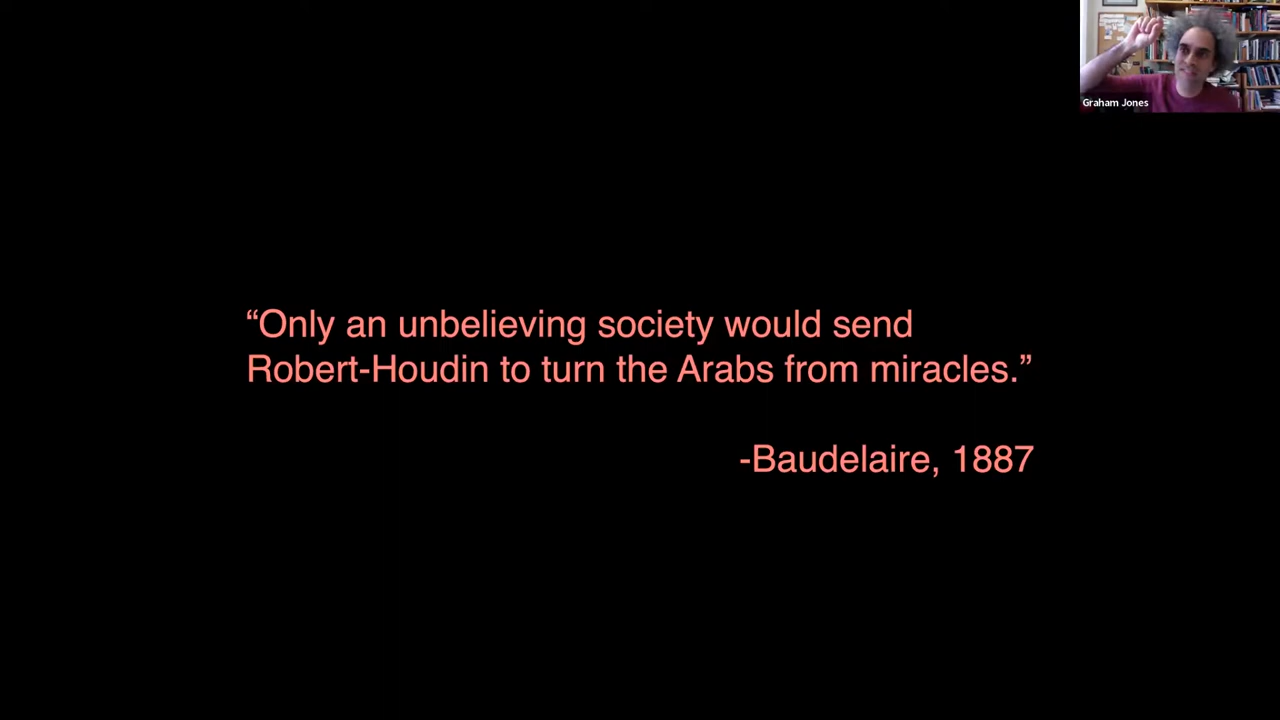 Graham Jones
“Only an unbelieving society would send
Robert-Houdin to turn the Arabs from miracles.”
-Baudelaire, 1887